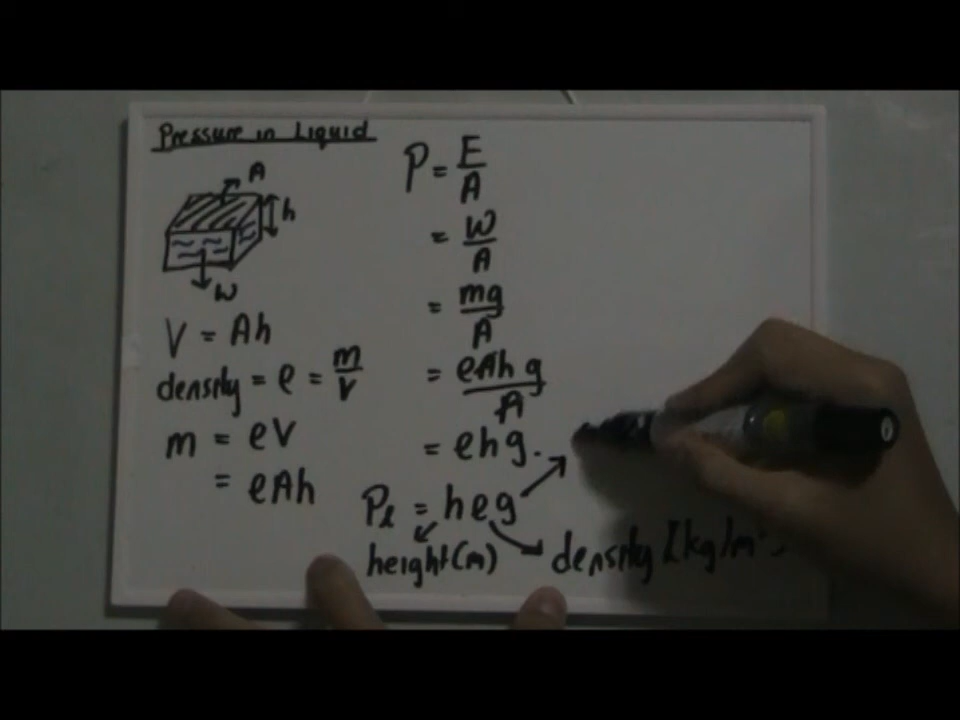 Pressure in Liquid
A
h
W
V = Ah
density = ρ = m/V
m = ρV
= ρAh
P = F/A
= W/A
= mg/A
= ρAhg/A
= ρhg.
Pℓ = hρg
height (m)
density [kg/m³]